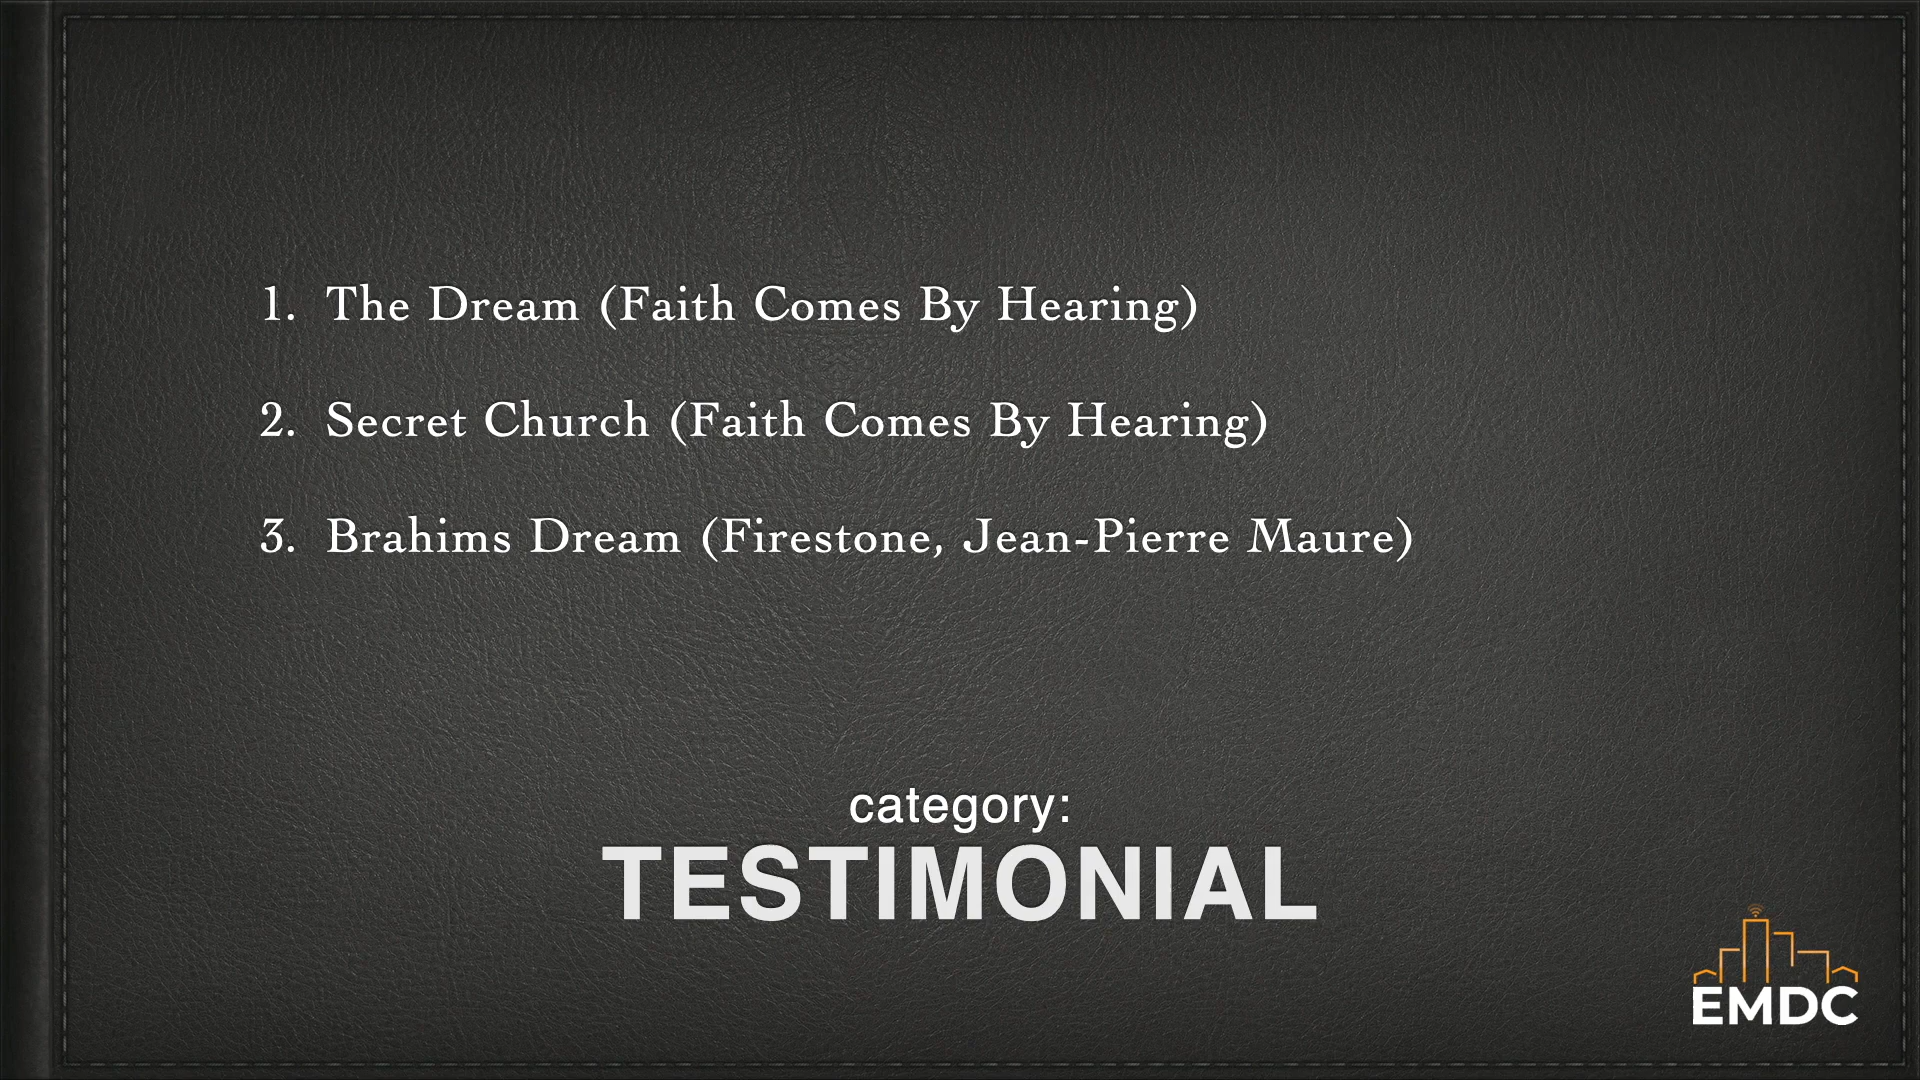 1. The Dream (Faith Comes By Hearing)
2. Secret Church (Faith Comes By Hearing)
3. Brahims Dream (Firestone, Jean-Pierre Maure)
category:
TESTIMONIAL
EMDC